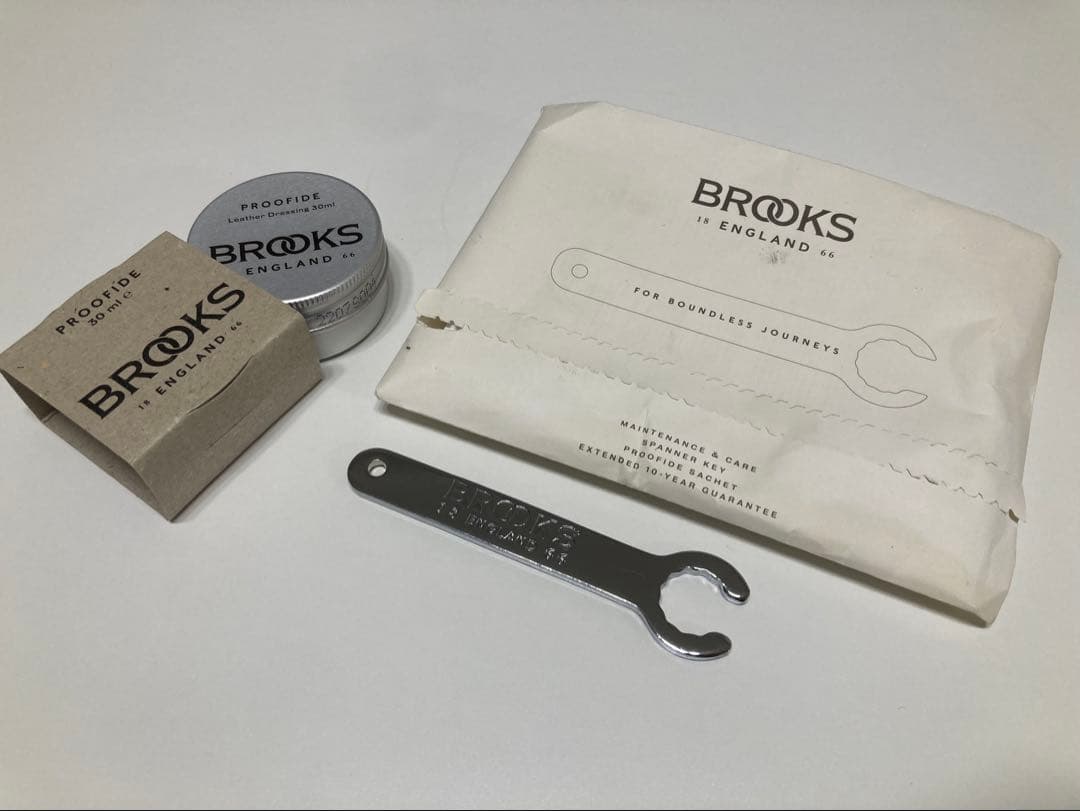 PROOFIDE
Leather Dressing 30ml
BROOKS
ENGLAND 66
PROOFIDE
30 ml e
BROOKS
18 ENGLAND 66
BROOKS
18 ENGLAND 66
FOR BOUNDLESS JOURNEYS
MAINTENANCE & CARE
SPANNER KEY
PROOFIDE SACHET
EXTENDED 10-YEAR GUARANTEE
BROOKS
18 ENGLAND 66